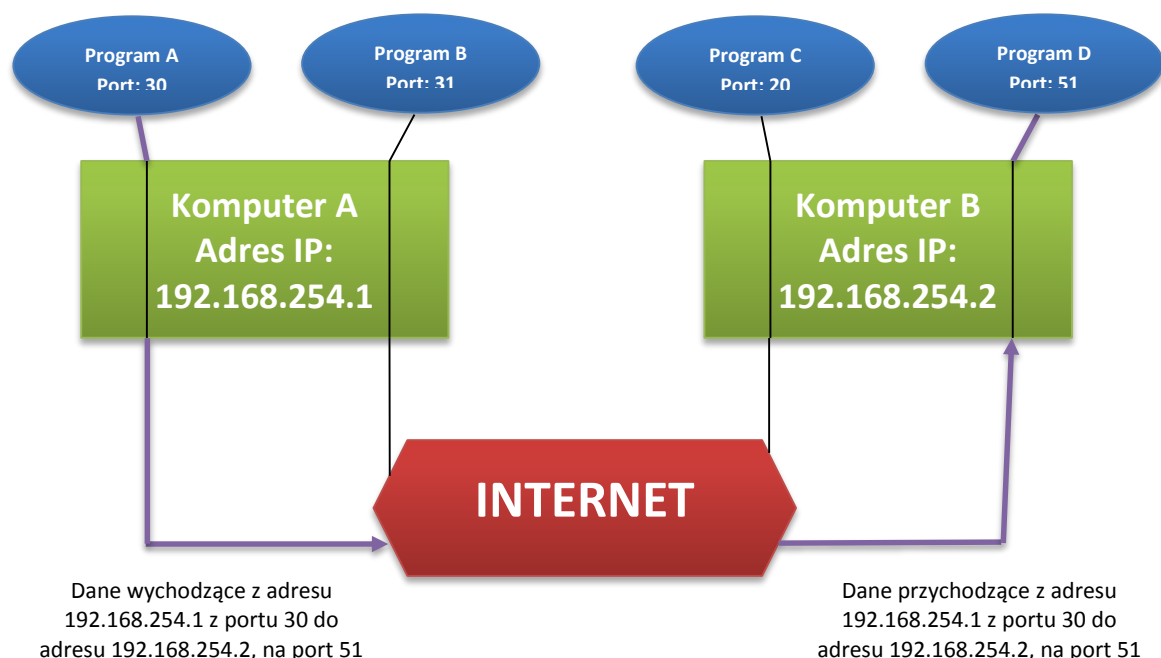 Program A
Port: 30
Program B
Port: 31
Program C
Port: 20
Program D
Port: 51
Komputer A
Adres IP:
192.168.254.1
Komputer B
Adres IP:
192.168.254.2
INTERNET
Dane wychodzące z adresu
192.168.254.1 z portu 30 do
adresu 192.168.254.2, na port 51
Dane przychodzące z adresu
192.168.254.1 z portu 30 do
adresu 192.168.254.2, na port 51